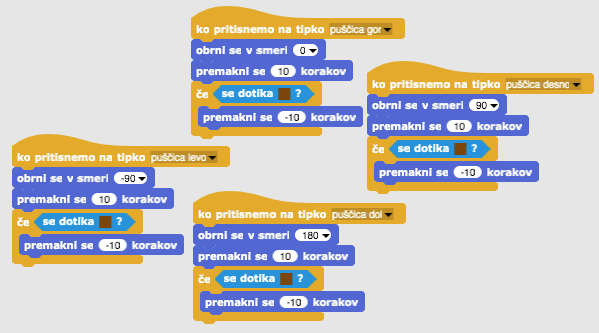 ko pritisnemo na tipko puščica gor
obrni se v smeri 0
premakni se 10 korakov
če se dotika ?
premakni se -10 korakov
ko pritisnemo na tipko puščica desno
obrni se v smeri 90
premakni se 10 korakov
če se dotika ?
premakni se -10 korakov
ko pritisnemo na tipko puščica levo
obrni se v smeri -90
premakni se 10 korakov
če se dotika ?
premakni se -10 korakov
ko pritisnemo na tipko puščica dol
obrni se v smeri 180
premakni se 10 korakov
če se dotika ?
premakni se -10 korakov